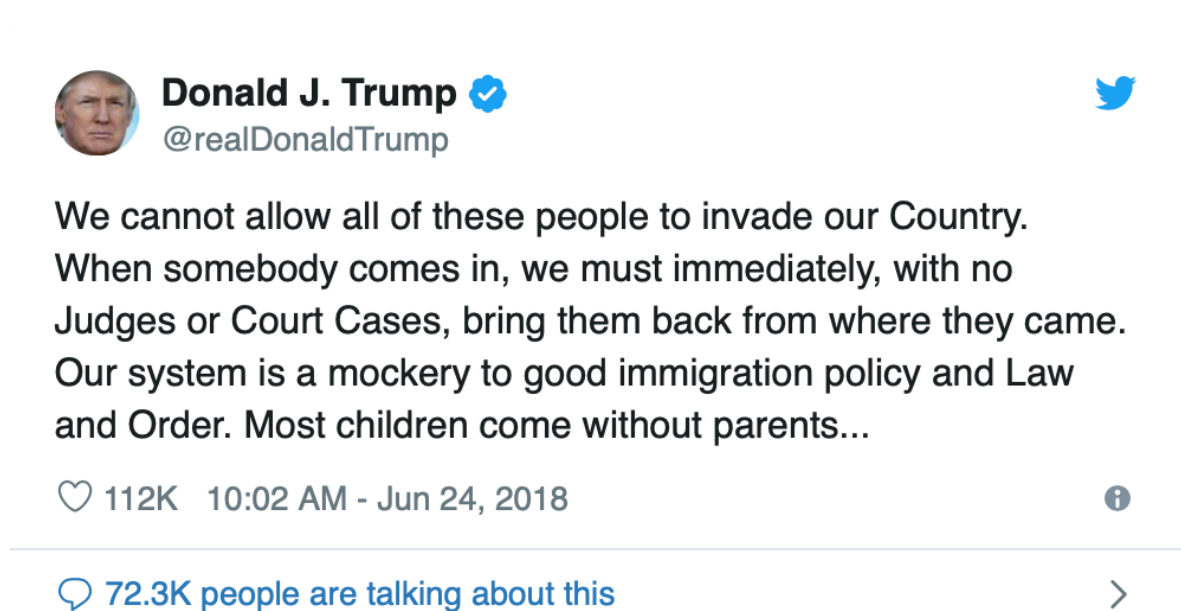 Donald J. Trump
@realDonaldTrump
We cannot allow all of these people to invade our Country.
When somebody comes in, we must immediately, with no
Judges or Court Cases, bring them back from where they came.
Our system is a mockery to good immigration policy and Law
and Order. Most children come without parents...
112K 10:02 AM - Jun 24, 2018
72.3K people are talking about this